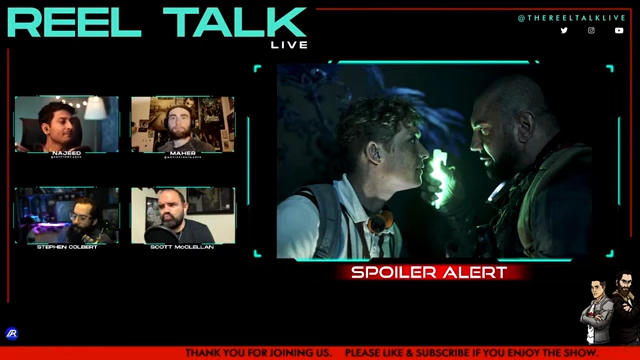 REEL TALK
LIVE
@THEREELTALKLIVE
NAJEED
MAHER
STEPHEN COLBERT
SCOTT McCLELLAN
SPOILER ALERT
THANK YOU FOR JOINING US. PLEASE LIKE & SUBSCRIBE IF YOU ENJOY THE SHOW.